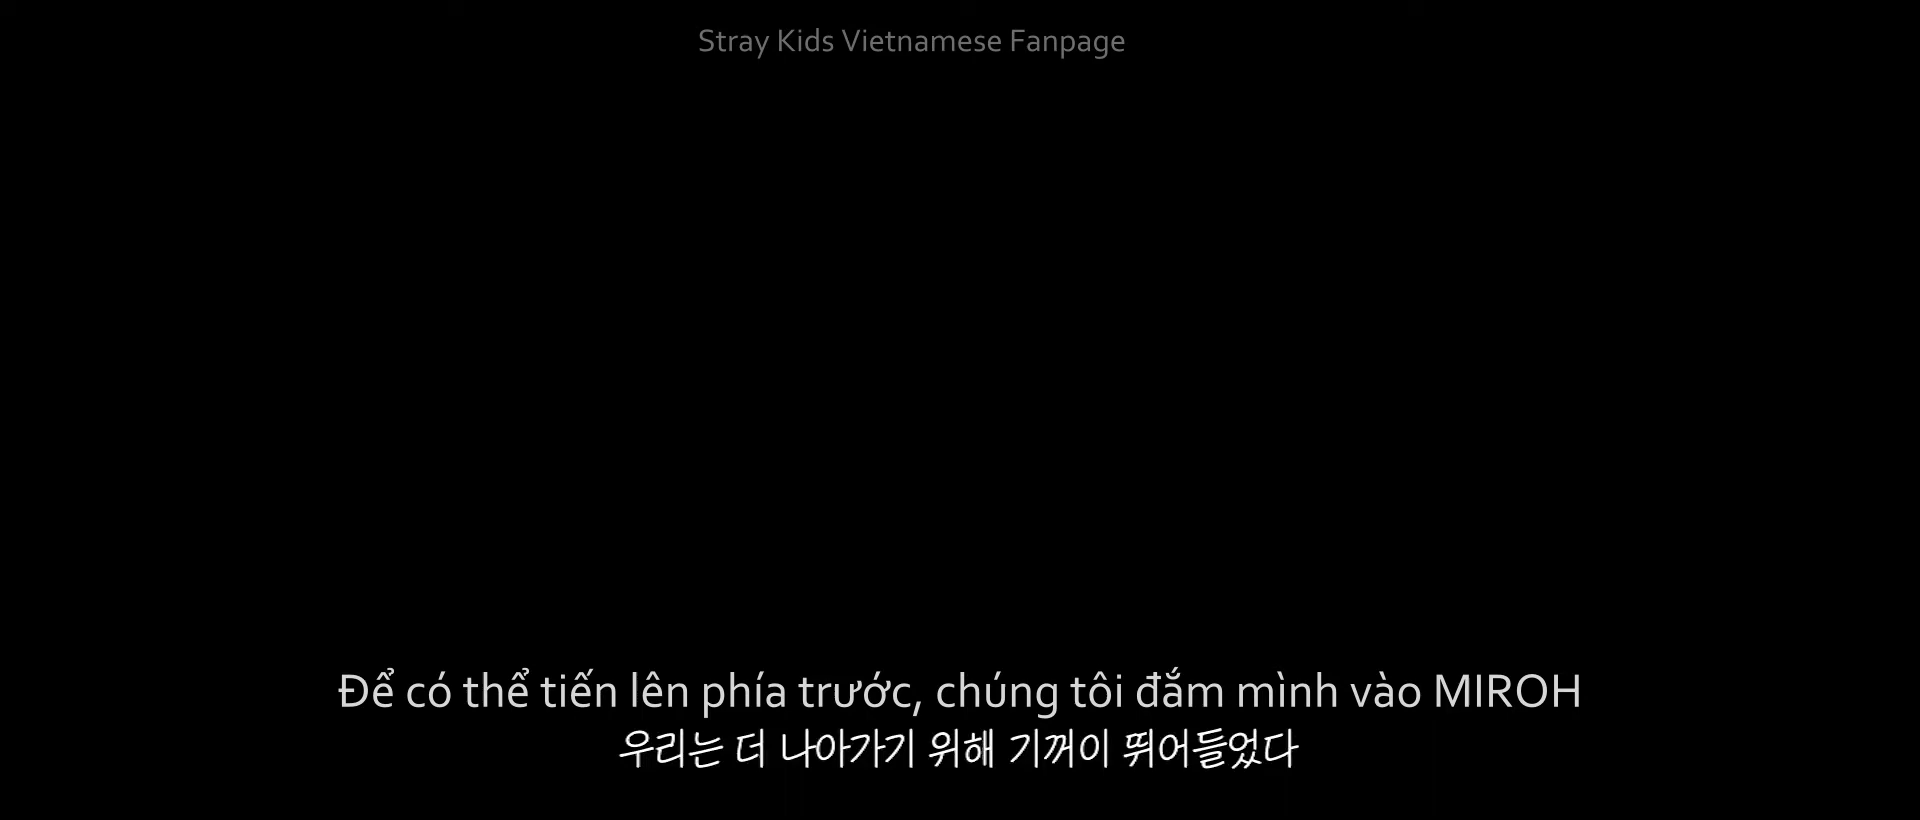 Stray Kids Vietnamese Fanpage
Để có thể tiến lên phía trước, chúng tôi đắm mình vào MIROH
우리는 더 나아가기 위해 기꺼이 뛰어들었다